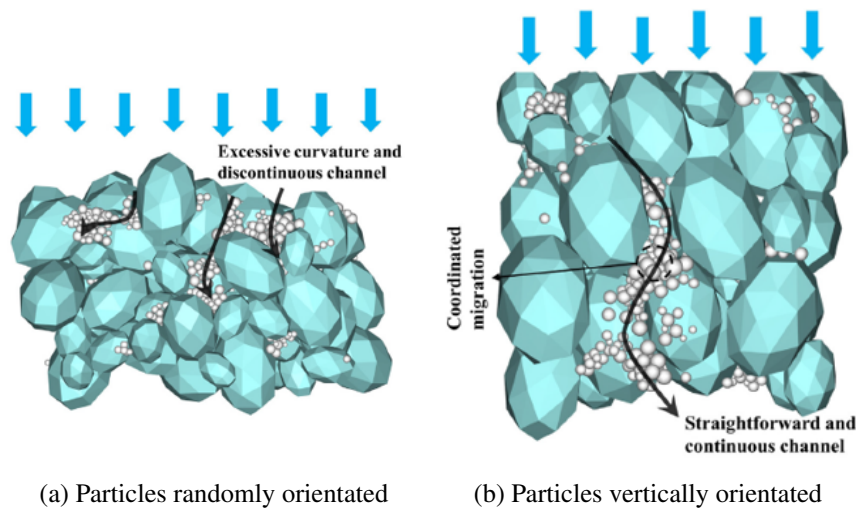 Excessive curvature and
discontinuous channel
Coordinated
migration
Straightforward and
continuous channel
(a) Particles randomly orientated
(b) Particles vertically orientated